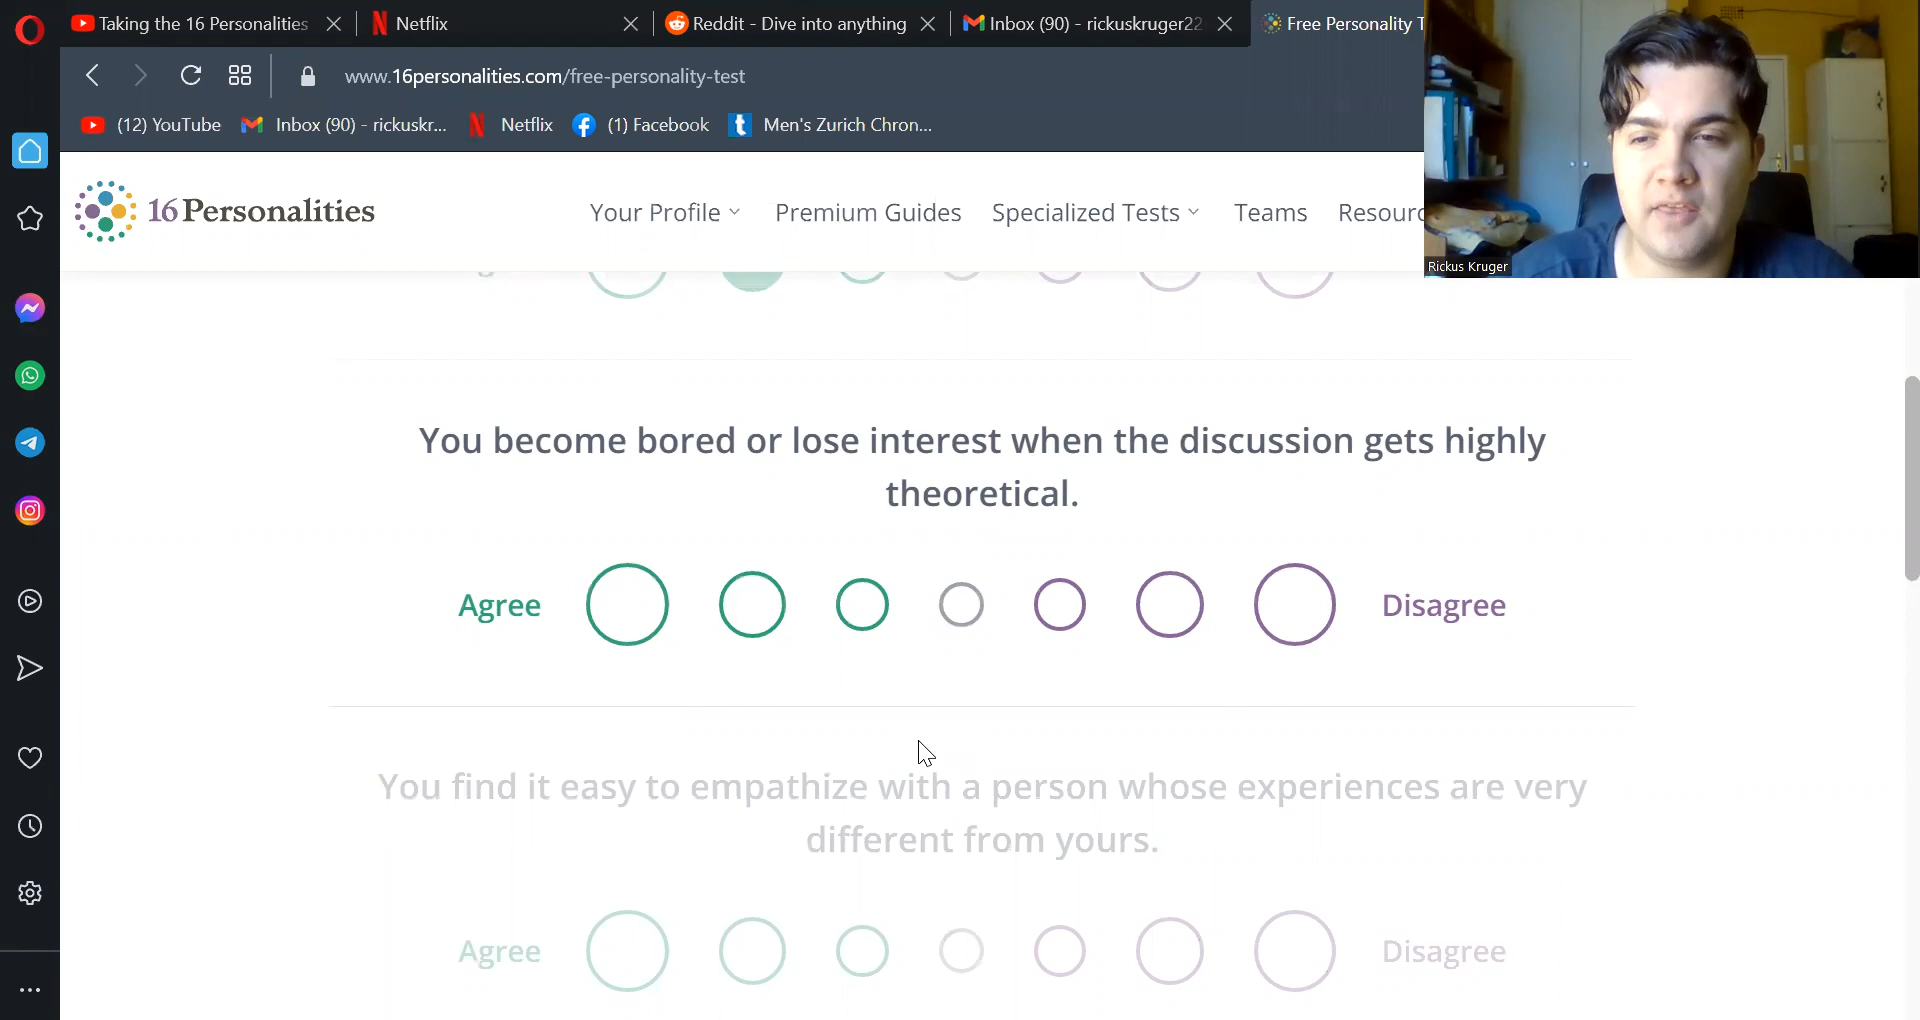 Taking the 16 Personalities
Netflix
Reddit - Dive into anything
Inbox (90) - rickuskruger22
Free Personality T
www.16personalities.com/free-personality-test
(12) YouTube
Inbox (90) - rickuskr...
Netflix
(1) Facebook
Men's Zurich Chron...
16Personalities
Your Profile
Premium Guides
Specialized Tests
Teams
Resourc
Rickus Kruger
You become bored or lose interest when the discussion gets highly
theoretical.
Agree
Disagree
You find it easy to empathize with a person whose experiences are very
different from yours.
Agree
Disagree